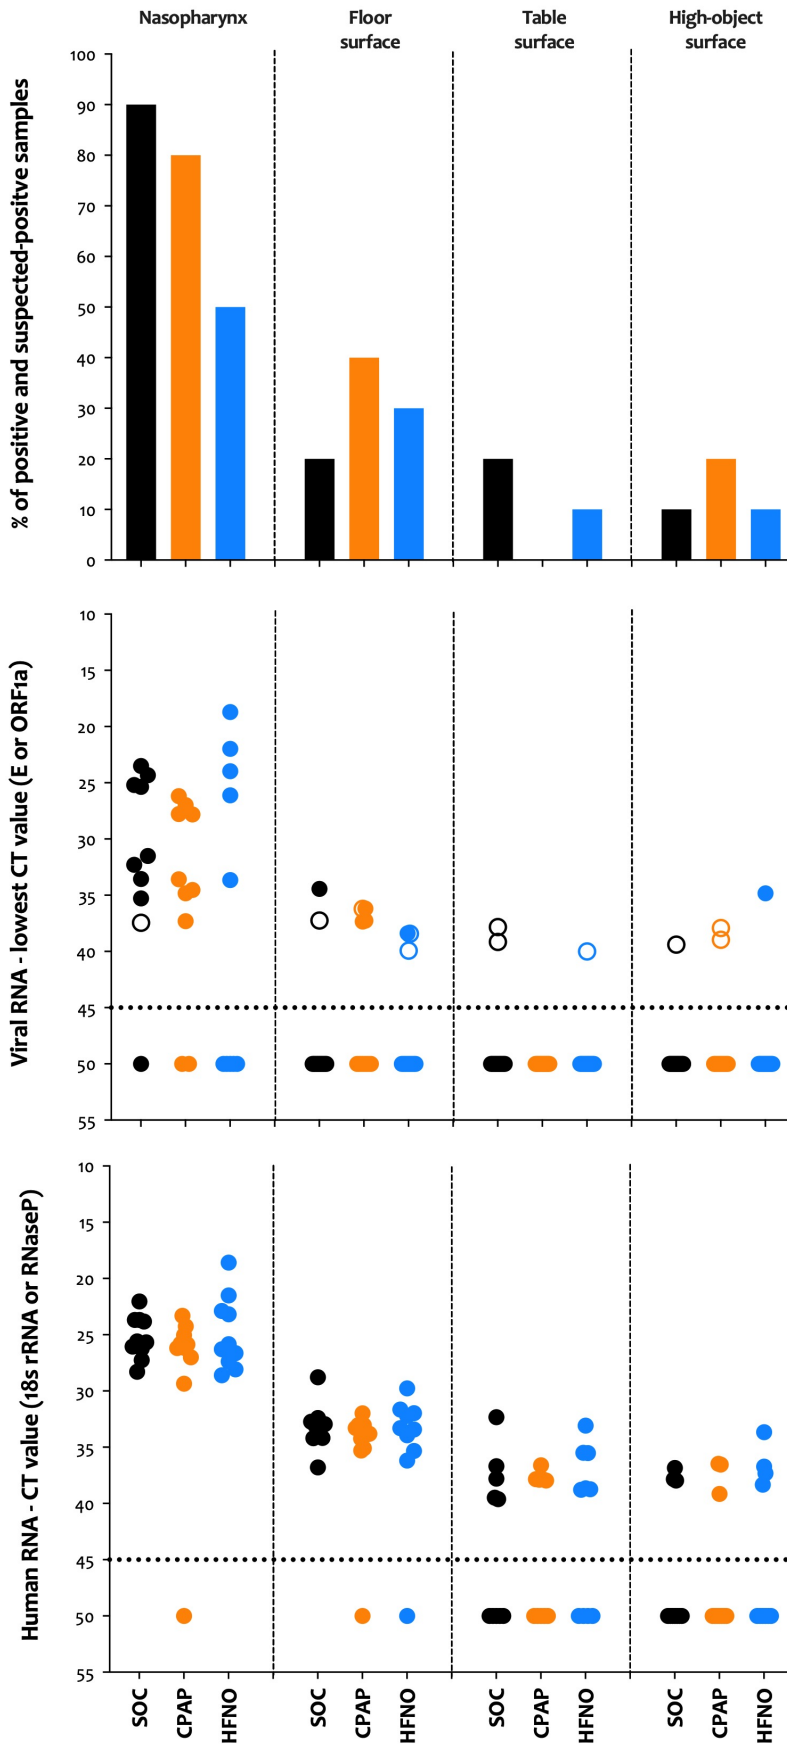 Nasopharynx
Floor
surface
Table
surface
High-object
surface
% of positive and suspected-positve samples
100
90
80
70
60
50
40
30
20
10
0
Viral RNA - lowest CT value (E or ORF1a)
10
15
20
25
30
35
40
45
50
55
Human RNA - CT value (18s rRNA or RNaseP)
10
15
20
25
30
35
40
45
50
55
SOC
CPAP
HFNO
SOC
CPAP
HFNO
SOC
CPAP
HFNO
SOC
CPAP
HFNO